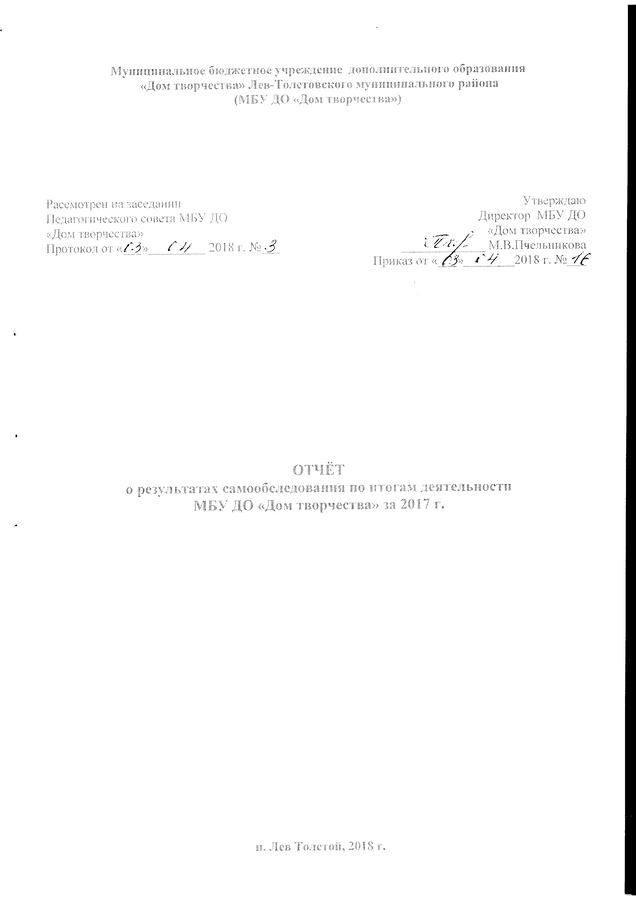 Муниципальное бюджетное учреждение дополнительного образования
«Дом творчества» Лев-Толстовского муниципального района
(МБУ ДО «Дом творчества»)
Рассмотрен на заседании
Педагогического совета МБУ ДО
«Дом творчества»
Протокол от «03» 04 2018 г. № 3
Утверждаю
Директор МБУ ДО
«Дом творчества»
М.В.Пчельникова
Приказ от « 03» 04 2018 г. № 16
ОТЧЁТ
о результатах самообследования по итогам деятельности
МБУ ДО «Дом творчества» за 2017 г.
п. Лев Толстой, 2018 г.